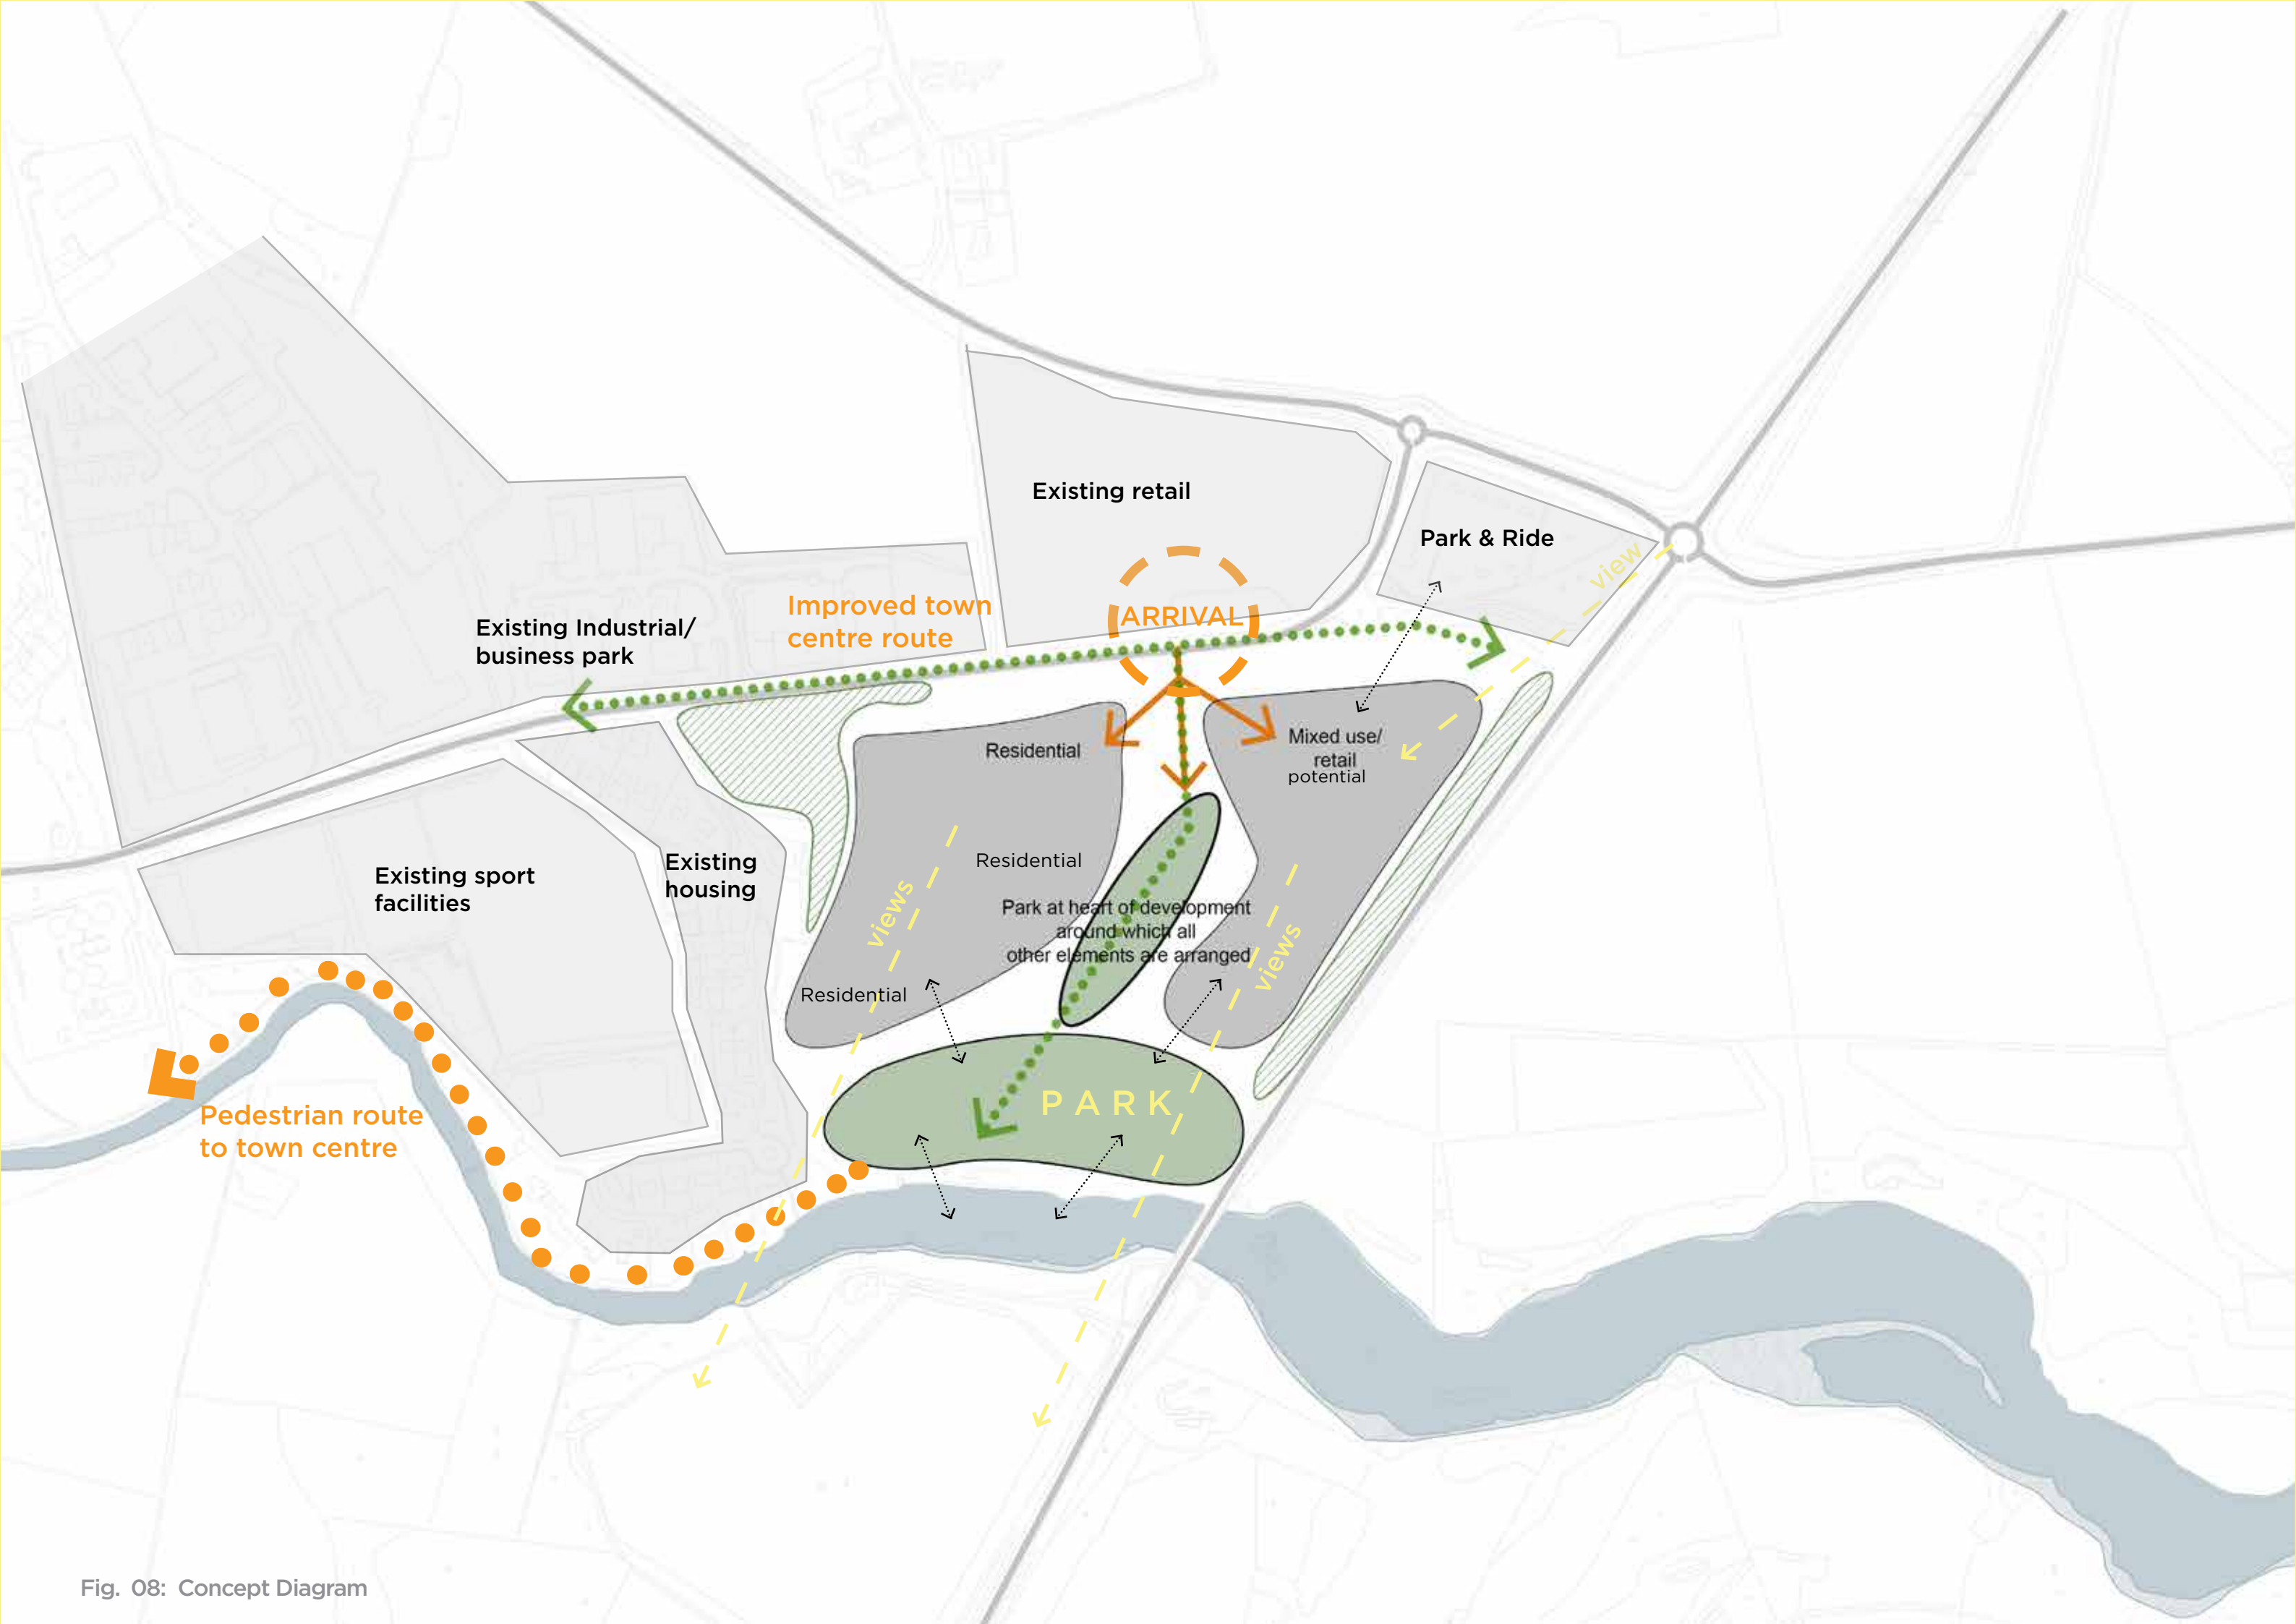 Existing retail
Park & Ride
view
Improved town
centre route
ARRIVAL
Existing Industrial/
business park
Residential
Mixed use/
retail
potential
Existing sport
facilities
Existing
housing
Residential
views
Park at heart of development
around which all
other elements are arranged
views
Residential
PARK
Pedestrian route
to town centre
Fig. 08: Concept Diagram